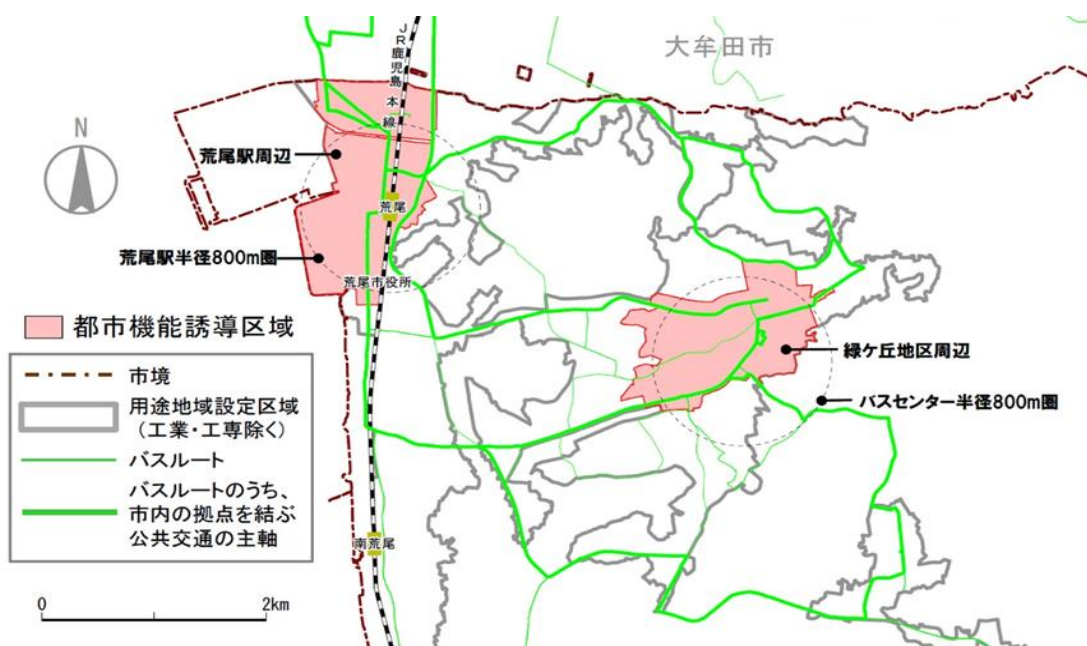 JR鹿児島本線
大牟田市
N
荒尾駅周辺
荒尾
荒尾駅半径800m圏
荒尾市役所
都市機能誘導区域
緑ケ丘地区周辺
市境
バスセンター半径800m圏
用途地域設定区域
(工業・工専除く)
バスルート
バスルートのうち、
市内の拠点を結ぶ
公共交通の主軸
南荒尾
0
2km